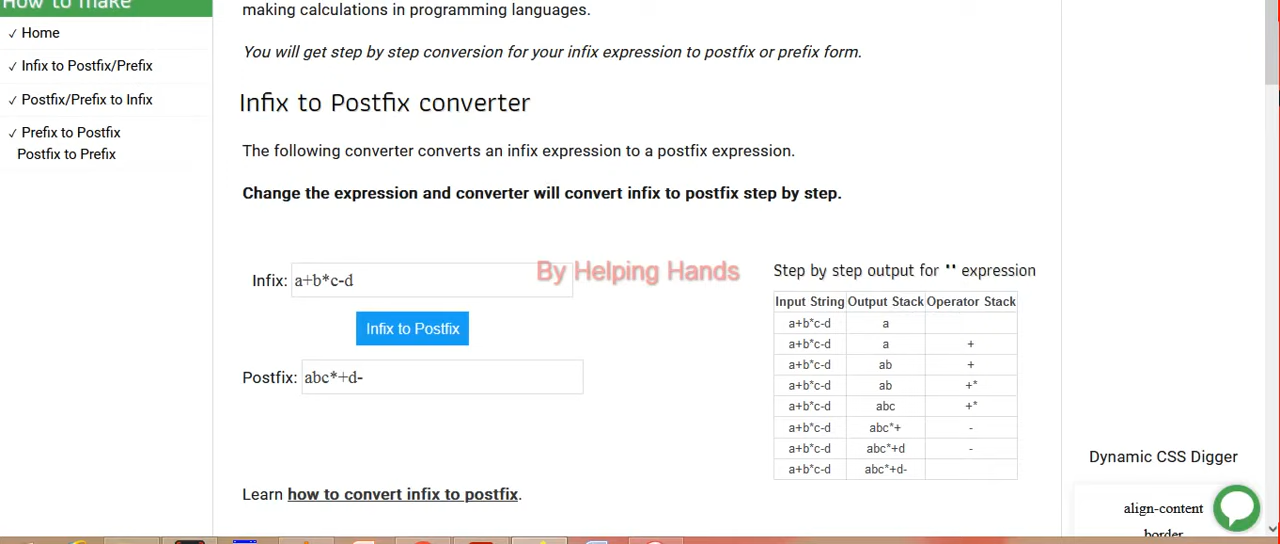 How to make
making calculations in programming languages.
✓ Home
You will get step by step conversion for your infix expression to postfix or prefix form.
✓ Infix to Postfix/Prefix
✓ Postfix/Prefix to Infix
Infix to Postfix converter
✓ Prefix to Postfix
Postfix to Prefix
The following converter converts an infix expression to a postfix expression.
Change the expression and converter will convert infix to postfix step by step.
By Helping Hands
Infix: a+b*c-d
Infix to Postfix
Postfix: abc*+d-
Step by step output for '' expression
Input String Output Stack Operator Stack
a+b*c-d a
a+b*c-d a +
a+b*c-d ab +
a+b*c-d ab +*
a+b*c-d abc +*
a+b*c-d abc*+ -
a+b*c-d abc*+d -
a+b*c-d abc*+d-
Learn how to convert infix to postfix.
Dynamic CSS Digger
align-content
border